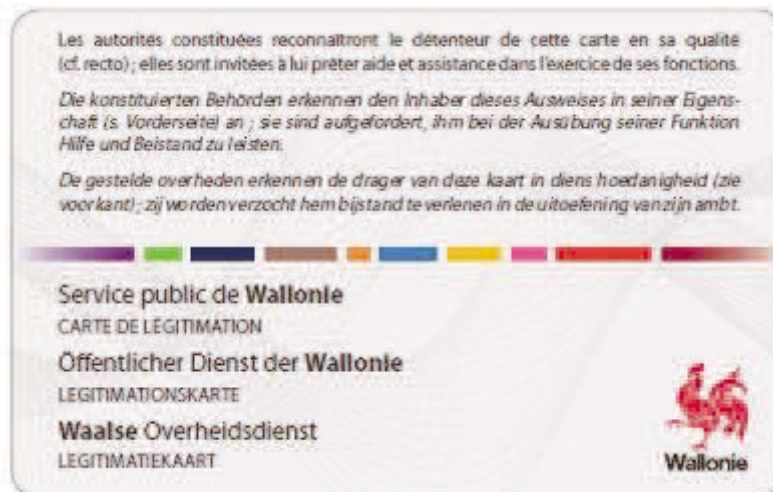 Les autorités constituées reconnaîtront le détenteur de cette carte en sa qualité
(cf. recto) ; elles sont invitées à lui prêter aide et assistance dans l'exercice de ses fonctions.
Die konstituierten Behörden erkennen den Inhaber dieses Ausweises in seiner Eigen-
schaft (s. Vorderseite) an ; sie sind aufgefordert, ihm bei der Ausübung seiner Funktion
Hilfe und Beistand zu leisten.
De gestelde overheden erkennen de drager van deze kaart in diens hoedanigheid (zie
voorkant) ; zij worden verzocht hem bijstand te verlenen in de uitoefening van zijn ambt.
Service public de Wallonie
CARTE DE LEGITIMATION
Öffentlicher Dienst der Wallonie
LEGITIMATIONSKARTE
Waalse Overheidsdienst
LEGITIMATIEKAART
Wallonie